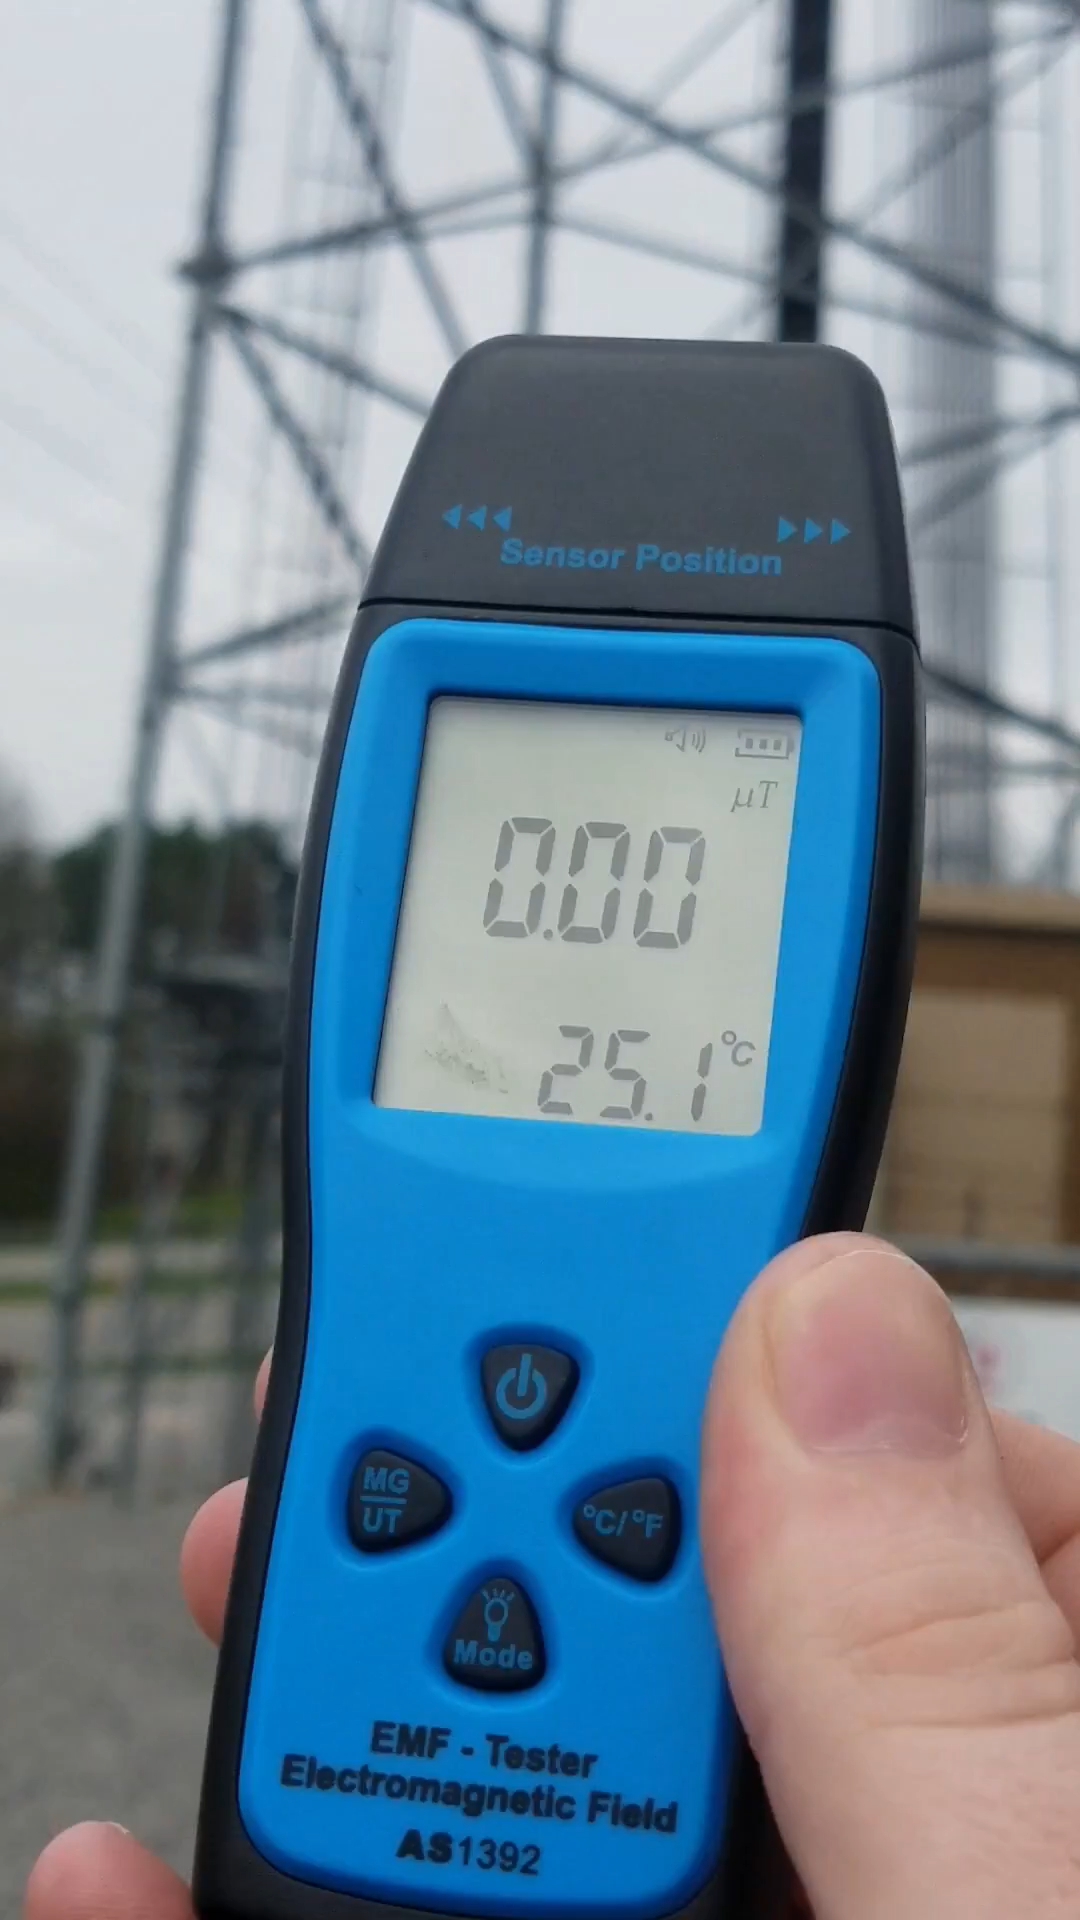 Sensor Position
µT
0.00
25.1 °C
MG
UT
°C/°F
Mode
EMF - Tester
Electromagnetic Field
AS1392